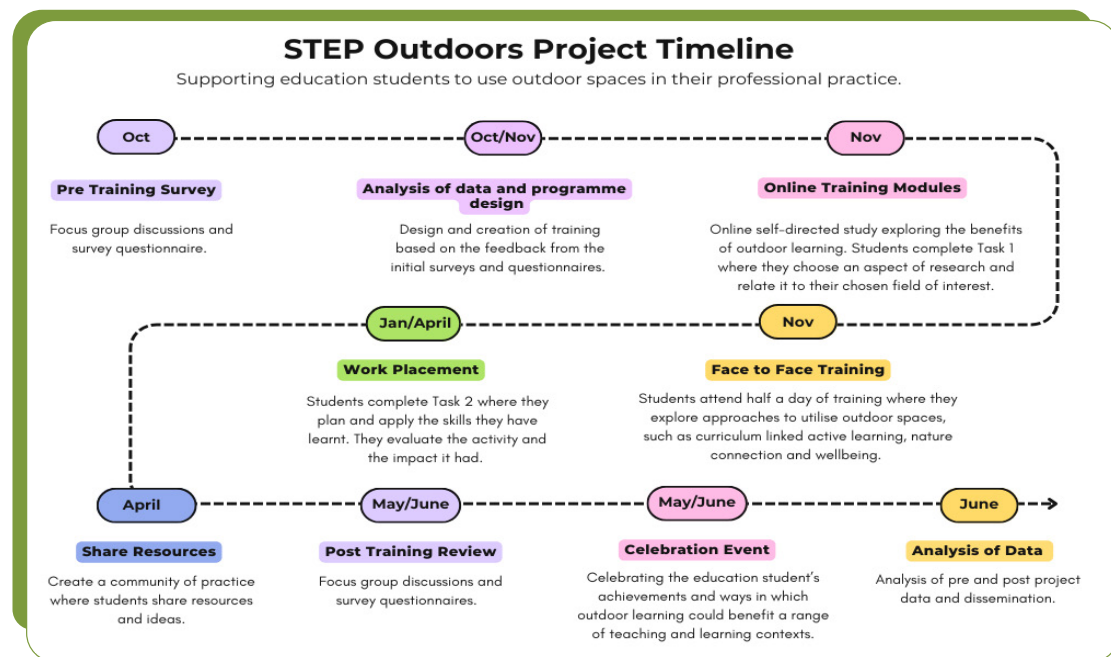 STEP Outdoors Project Timeline
Supporting education students to use outdoor spaces in their professional practice.
Oct
Pre Training Survey
Focus group discussions and
survey questionnaire.
Oct/Nov
Analysis of data and programme
design
Design and creation of training
based on the feedback from the
initial surveys and questionnaires.
Nov
Online Training Modules
Online self-directed study exploring the benefits
of outdoor learning. Students complete Task 1
where they choose an aspect of research and
relate it to their chosen field of interest.
Nov
Face to Face Training
Students attend half a day of training where they
explore approaches to utilise outdoor spaces,
such as curriculum linked active learning, nature
connection and wellbeing.
Jan/April
Work Placement
Students complete Task 2 where they
plan and apply the skills they have
learnt. They evaluate the activity and
the impact it had.
April
Share Resources
Create a community of practice
where students share resources
and ideas.
May/June
Post Training Review
Focus group discussions and
survey questionnaires.
May/June
Celebration Event
Celebrating the education student's
achievements and ways in which
outdoor learning could benefit a range
of teaching and learning contexts.
June
Analysis of Data
Analysis of pre and post project
data and dissemination.